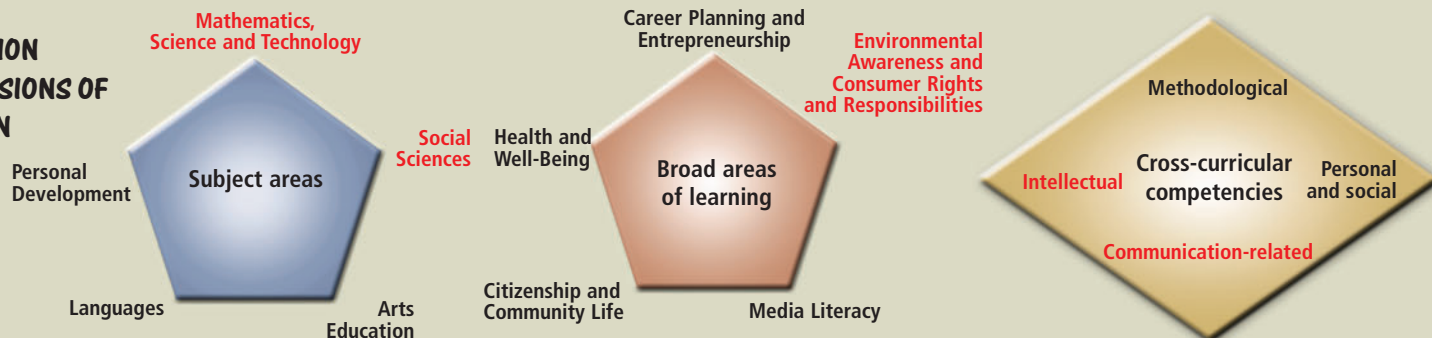 ION
SIONS OF
N
Mathematics,
Science and Technology
Social
Sciences
Arts
Education
Languages
Personal
Development
Subject areas
Career Planning and
Entrepreneurship
Environmental
Awareness and
Consumer Rights
and Responsibilities
Media Literacy
Citizenship and
Community Life
Health and
Well-Being
Broad areas
of learning
Methodological
Intellectual
Cross-curricular
competencies
Personal
and social
Communication-related